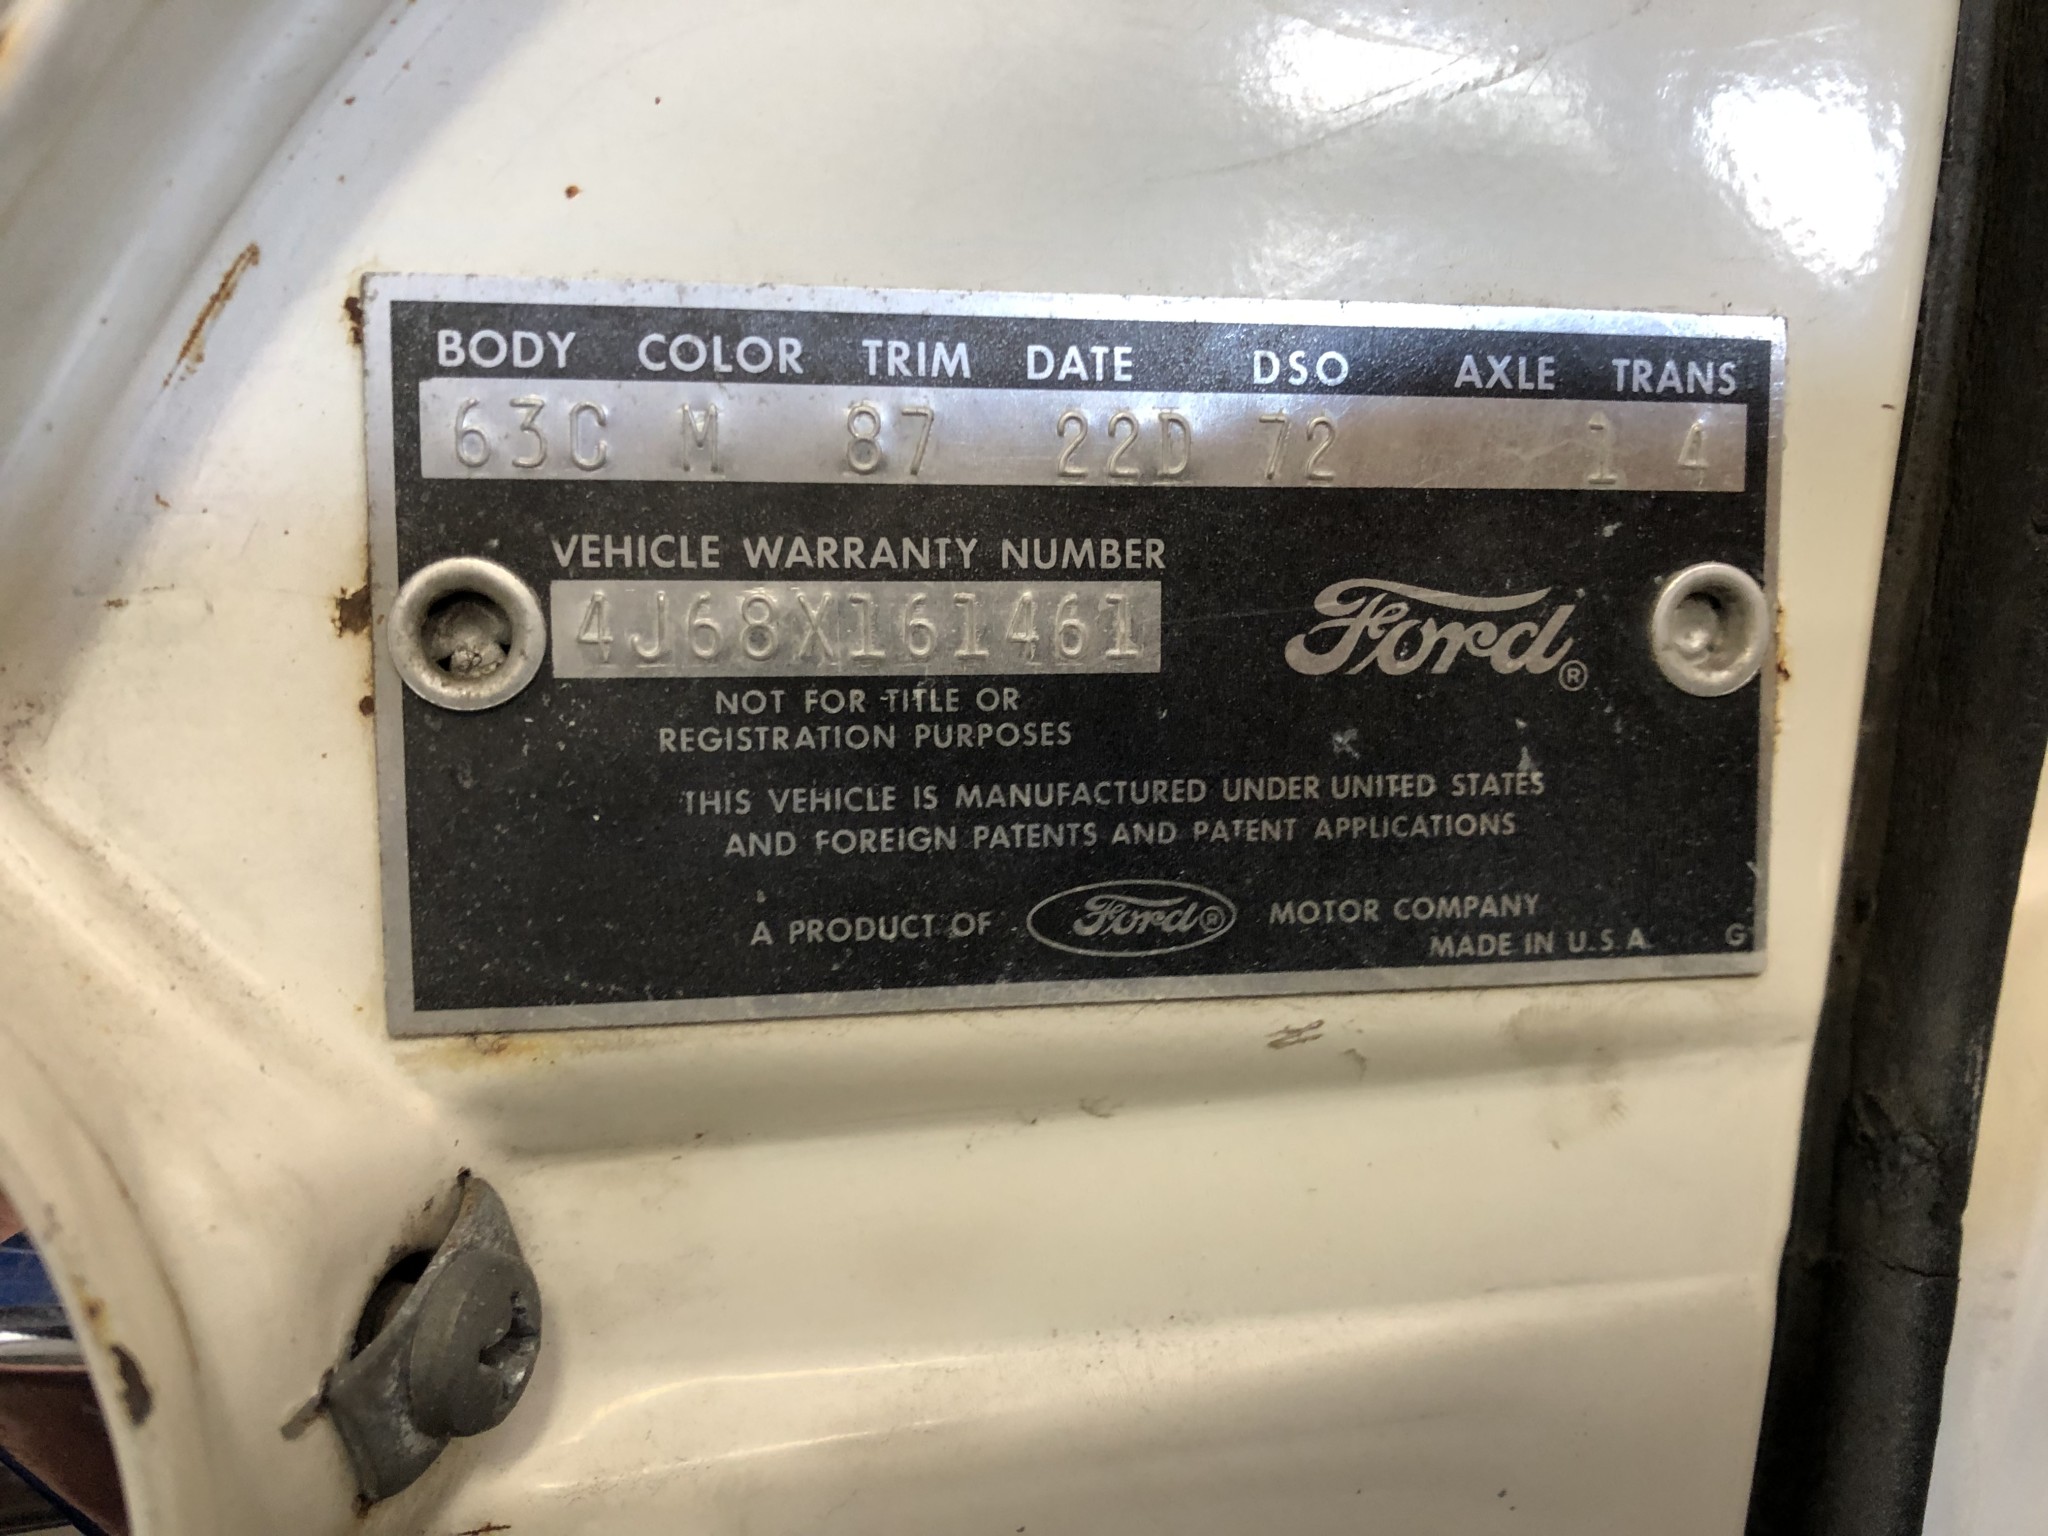 BODY COLOR TRIM DATE DSO AXLE TRANS
63C M 87 22D 72 1 4
VEHICLE WARRANTY NUMBER
4J68X161461
Ford®
NOT FOR TITLE OR
REGISTRATION PURPOSES
THIS VEHICLE IS MANUFACTURED UNDER UNITED STATES
AND FOREIGN PATENTS AND PATENT APPLICATIONS
A PRODUCT OF Ford® MOTOR COMPANY
MADE IN U.S.A. G